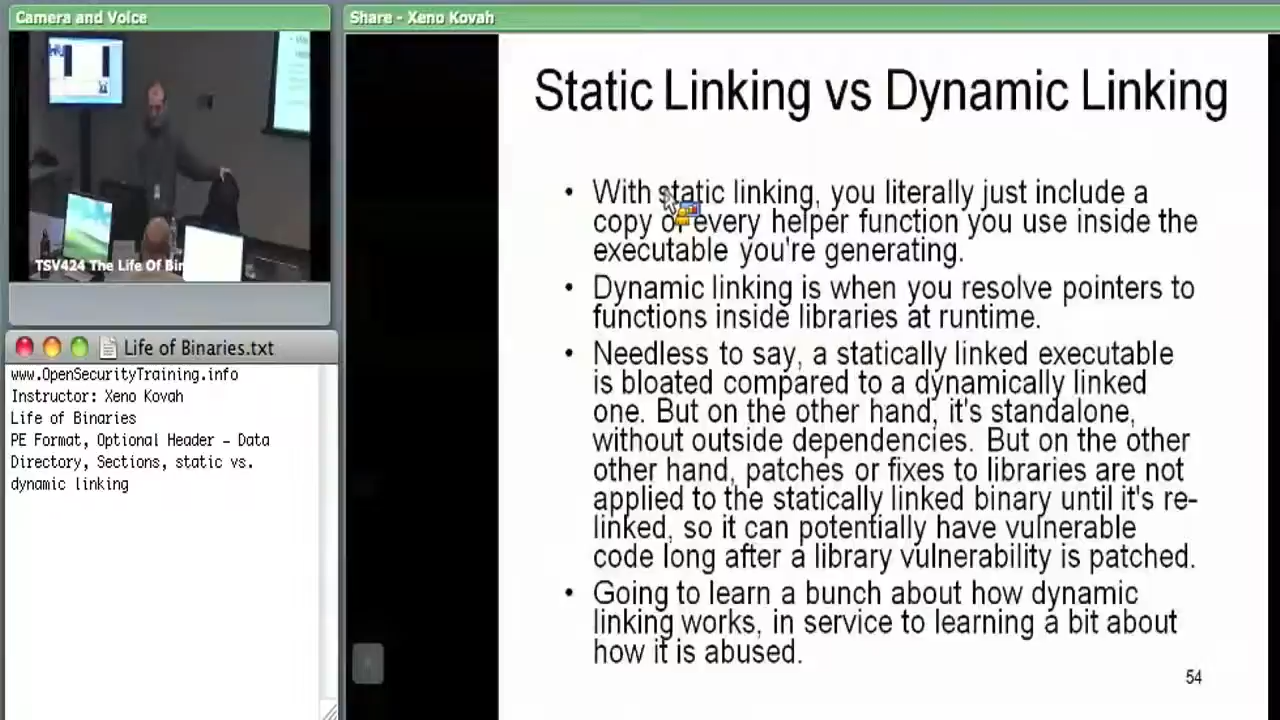 Camera and Voice
Share - Xeno Kovah
TSV424 The Life Of Bin
Life of Binaries.txt
www.OpenSecurityTraining.info
Instructor: Xeno Kovah
Life of Binaries
PE Format, Optional Header – Data
Directory, Sections, static vs.
dynamic linking
Static Linking vs Dynamic Linking
• With static linking, you literally just include a
copy of every helper function you use inside the
executable you're generating.
• Dynamic linking is when you resolve pointers to
functions inside libraries at runtime.
• Needless to say, a statically linked executable
is bloated compared to a dynamically linked
one. But on the other hand, it's standalone,
without outside dependencies. But on the other
other hand, patches or fixes to libraries are not
applied to the statically linked binary until it's re-
linked, so it can potentially have vulnerable
code long after a library vulnerability is patched.
• Going to learn a bunch about how dynamic
linking works, in service to learning a bit about
how it is abused.
54